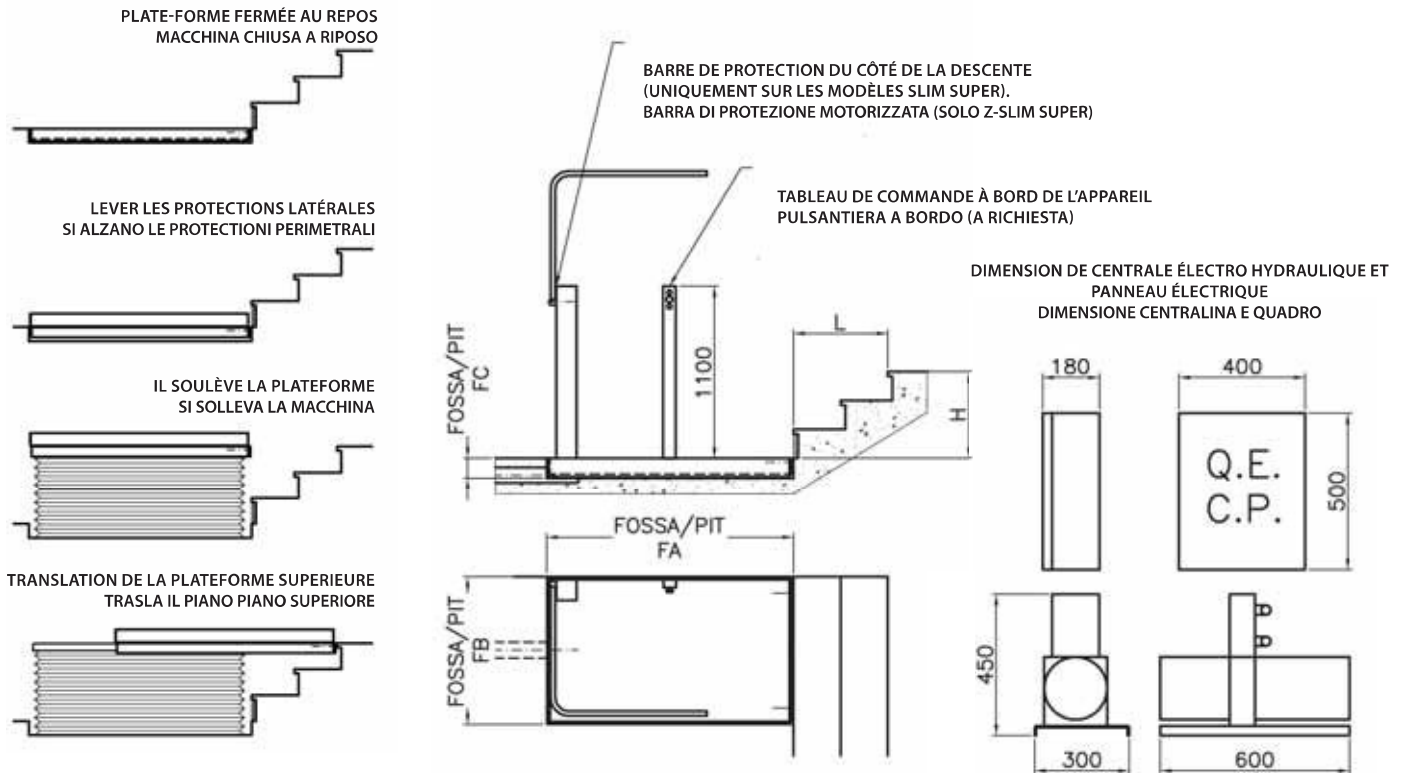 PLATE-FORME FERMÉE AU REPOS
MACCHINA CHIUSA A RIPOSO
LEVER LES PROTECTIONS LATÉRALES
SI ALZANO LE PROTECTIONI PERIMETRALI
IL SOULÈVE LA PLATEFORME
SI SOLLEVA LA MACCHINA
TRANSLATION DE LA PLATEFORME SUPERIEURE
TRASLA IL PIANO PIANO SUPERIORE
BARRE DE PROTECTION DU CÔTÉ DE LA DESCENTE
(UNIQUEMENT SUR LES MODÈLES SLIM SUPER).
BARRA DI PROTEZIONE MOTORIZZATA (SOLO Z-SLIM SUPER)
TABLEAU DE COMMANDE À BORD DE L'APPAREIL
PULSANTIERA A BORDO (A RICHIESTA)
FOSSA/PIT
FC
1100
L
H
FOSSA/PIT
FA
FOSSA/PIT
FB
DIMENSION DE CENTRALE ÉLECTRO HYDRAULIQUE ET
PANNEAU ÉLECTRIQUE
DIMENSIONE CENTRALINA E QUADRO
180
400
Q.E.
C.P.
500
450
300
600